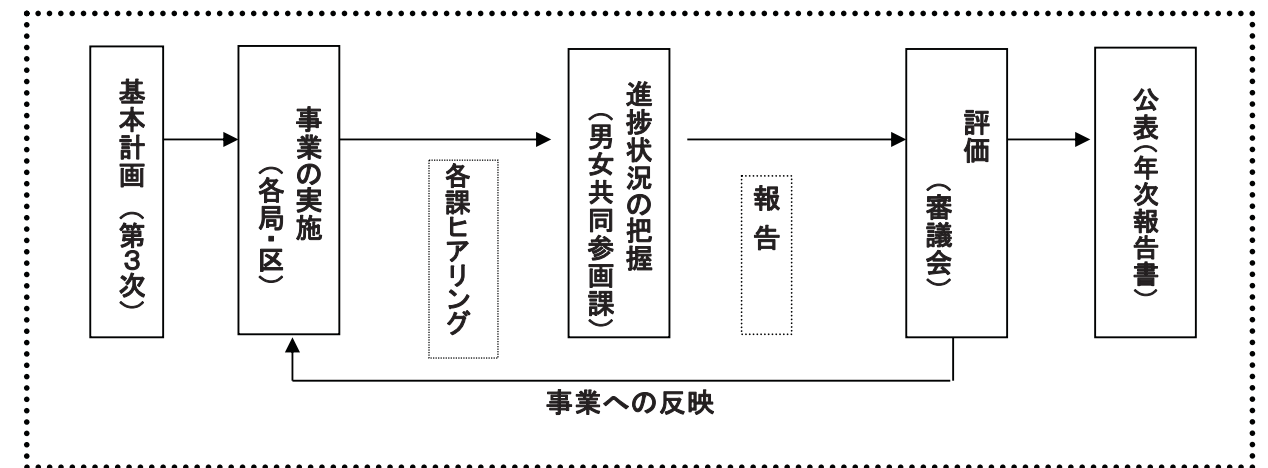 基本計画（第３次）
事業の実施
（各局・区）
各課ヒアリング
進捗状況の把握
（男女共同参画課）
報告
評価
（審議会）
公表（年次報告書）
事業への反映